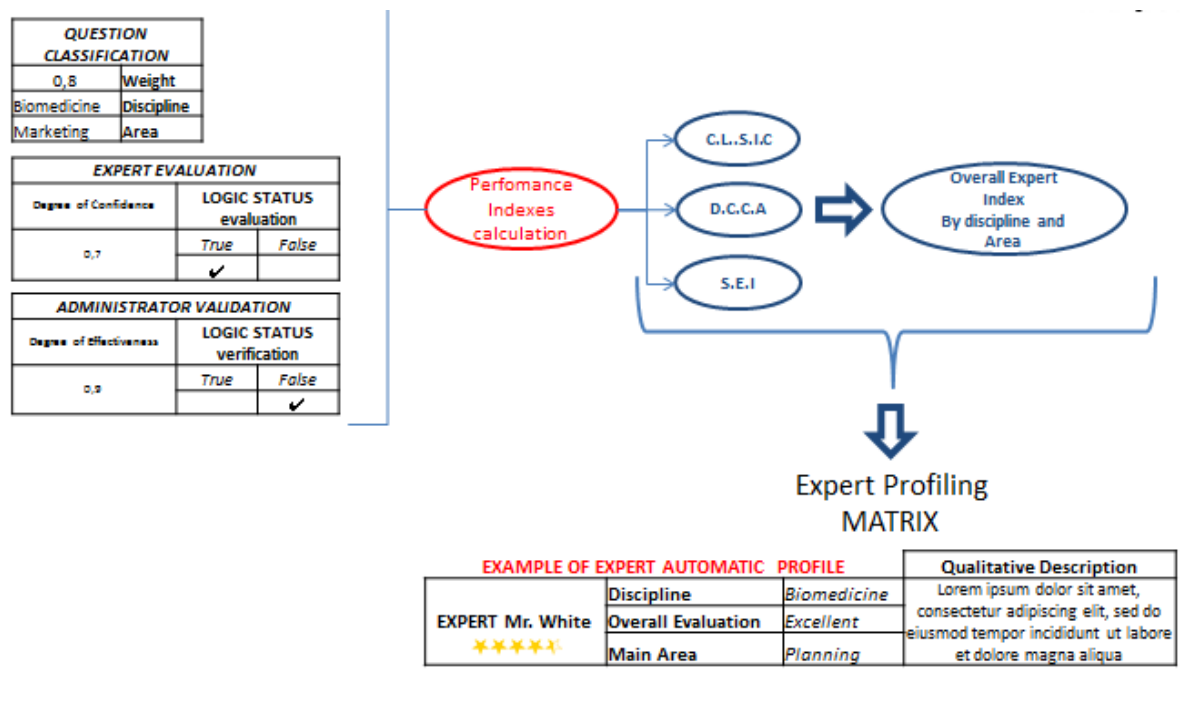 QUESTION
CLASSIFICATION
0,8 Weight
Biomedicine Discipline
Marketing Area
EXPERT EVALUATION
Degree of Confidence
LOGIC STATUS
evaluation
0,7
True False
✔
ADMINISTRATOR VALIDATION
Degree of Effectiveness
LOGIC STATUS
verification
0,9
True False
✔
Perfomance
Indexes
calculation
C.L..S.I.C
D.C.C.A
S.E.I
Overall Expert
Index
By discipline and
Area
Expert Profiling
MATRIX
EXAMPLE OF EXPERT AUTOMATIC PROFILE
EXPERT Mr. White
Discipline Biomedicine
Overall Evaluation Excellent
Main Area Planning
Qualitative Description
Lorem ipsum dolor sit amet,
consectetur adipiscing elit, sed do
eiusmod tempor incididunt ut labore
et dolore magna aliqua